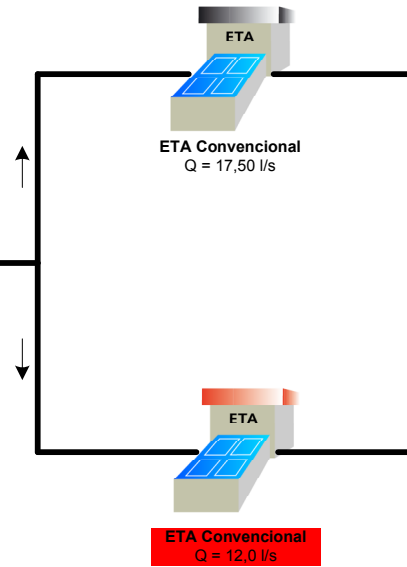 ETA
ETA Convencional
Q = 17,50 l/s
ETA
ETA Convencional
Q = 12,0 l/s